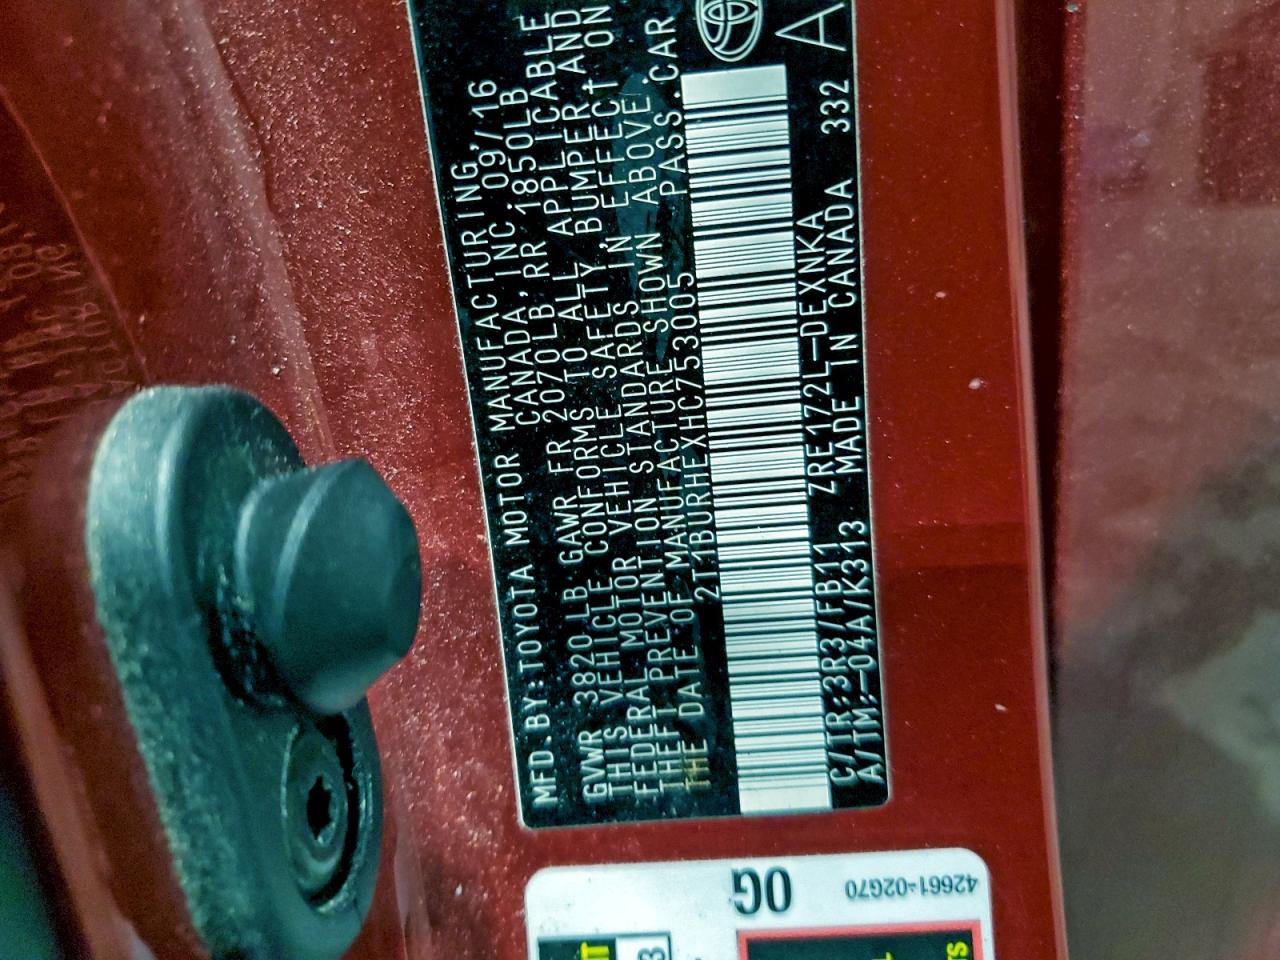 MFD.BY:TOYOTA MOTOR MANUFACTURING,
CANADA,INC. 09/16
GVWR 3820LB GAWR FR 2070LB,RR 1850LB
THIS VEHICLE CONFORMS TO ALL APPLICABLE
FEDERAL MOTOR VEHICLE SAFETY,BUMPER,AND
THEFT PREVENTION STANDARDS IN EFFECT ON
THE DATE OF MANUFACTURE SHOWN ABOVE.
2T1BURHEXHC753005 PASS.CAR
C/TR:3R3/FB11 ZRE172L-DEXNKA
A/TM:-04A/K313 MADE IN CANADA 332 A
0G
42661-02G70